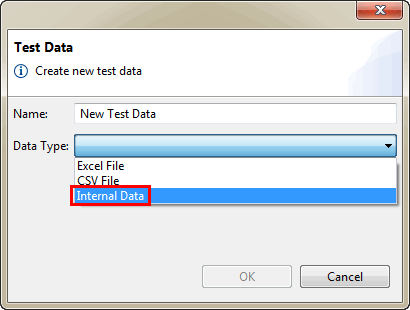 Test Data
Create new test data
Name: New Test Data
Data Type:
Excel File
CSV File
Internal Data
OK Cancel